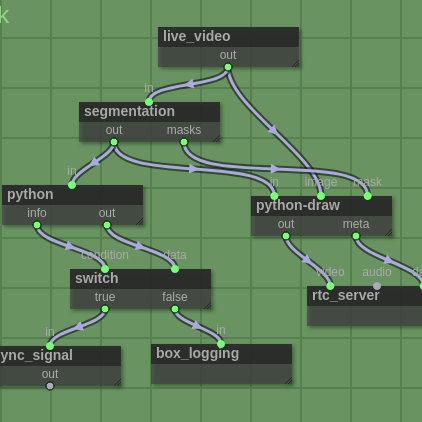 k
live_video
out
in
segmentation
out masks
in
in image mask
python
python-draw
info out
out meta
condition data
video audio
switch
rtc_server
true false
in
in
ync_signal
box_logging
out